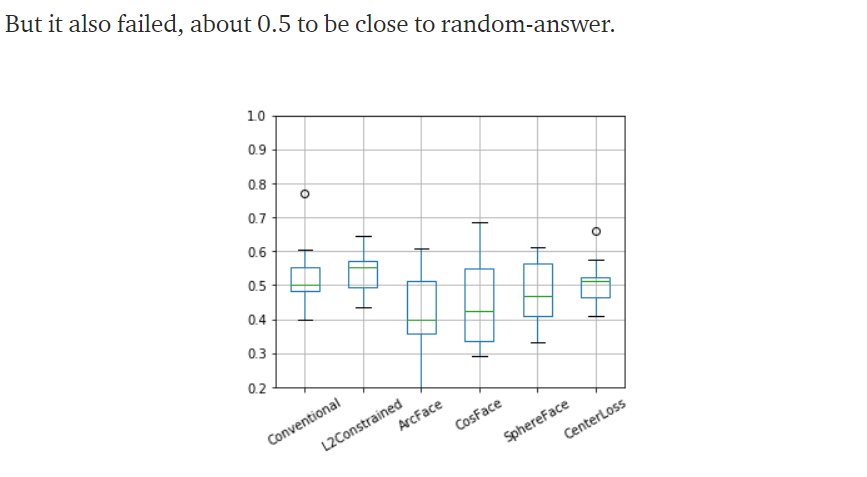 But it also failed, about 0.5 to be close to random-answer.
1.0
0.9
0.8
0.7
0.6
0.5
0.4
0.3
0.2
Conventional
L2Constrained
ArcFace
CosFace
SphereFace
CenterLoss